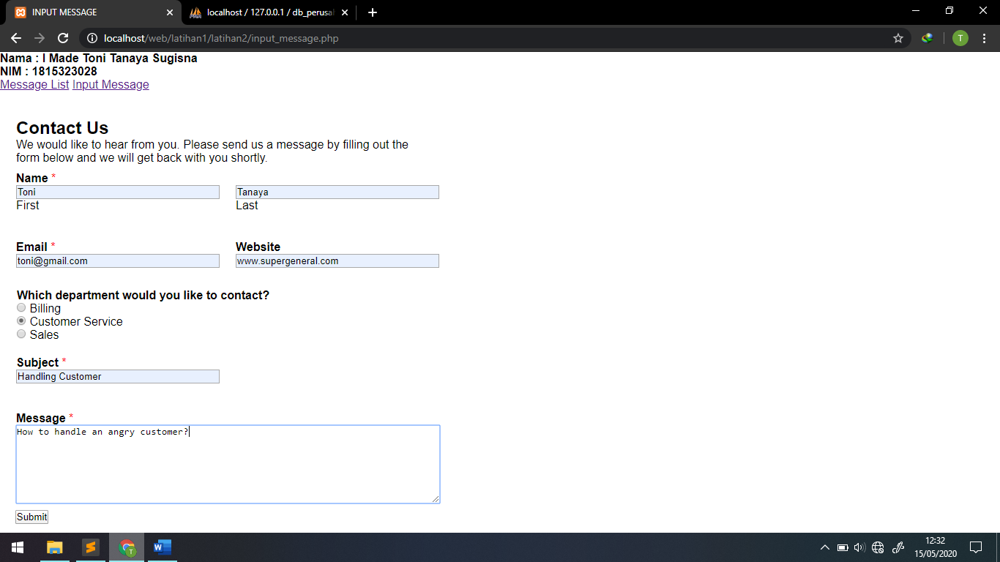 INPUT MESSAGE
localhost / 127.0.0.1 / db_perusal
localhost/web/latihan1/latihan2/input_message.php
T
Nama : I Made Toni Tanaya Sugisna
NIM : 1815323028
Message List Input Message
Contact Us
We would like to hear from you. Please send us a message by filling out the
form below and we will get back with you shortly.
Name *
Toni Tanaya
First Last
Email * Website
toni@gmail.com www.supergeneral.com
Which department would you like to contact?
Billing
Customer Service
Sales
Subject *
Handling Customer
Message *
How to handle an angry customer?
Submit
12:32
15/05/2020